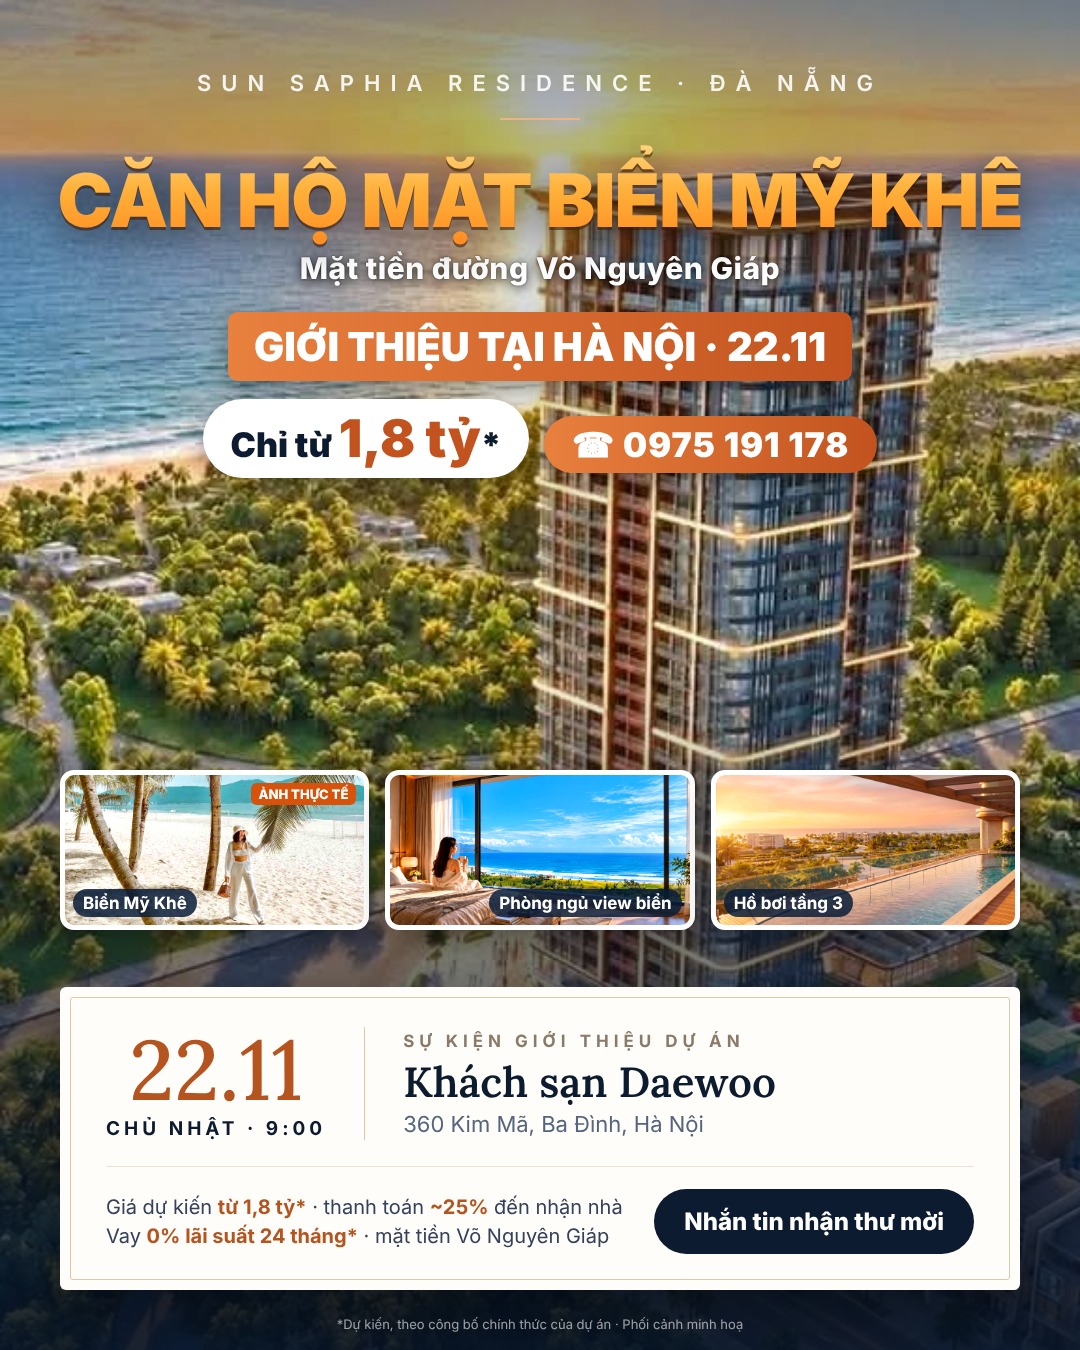 SUN SAPHIA RESIDENCE · ĐÀ NẴNG
CĂN HỘ MẶT BIỂN MỸ KHÊ
Mặt tiền đường Võ Nguyên Giáp
GIỚI THIỆU TẠI HÀ NỘI · 22.11
Chỉ từ 1,8 tỷ*
☎ 0975 191 178
ẢNH THỰC TẾ
Biển Mỹ Khê
Phòng ngủ view biển
Hồ bơi tầng 3
22.11
CHỦ NHẬT · 9:00
SỰ KIỆN GIỚI THIỆU DỰ ÁN
Khách sạn Daewoo
360 Kim Mã, Ba Đình, Hà Nội
Giá dự kiến từ 1,8 tỷ* · thanh toán ~25% đến nhận nhà
Vay 0% lãi suất 24 tháng* · mặt tiền Võ Nguyên Giáp
Nhắn tin nhận thư mời
*Dự kiến, theo công bố chính thức của dự án · Phối cảnh minh hoạ